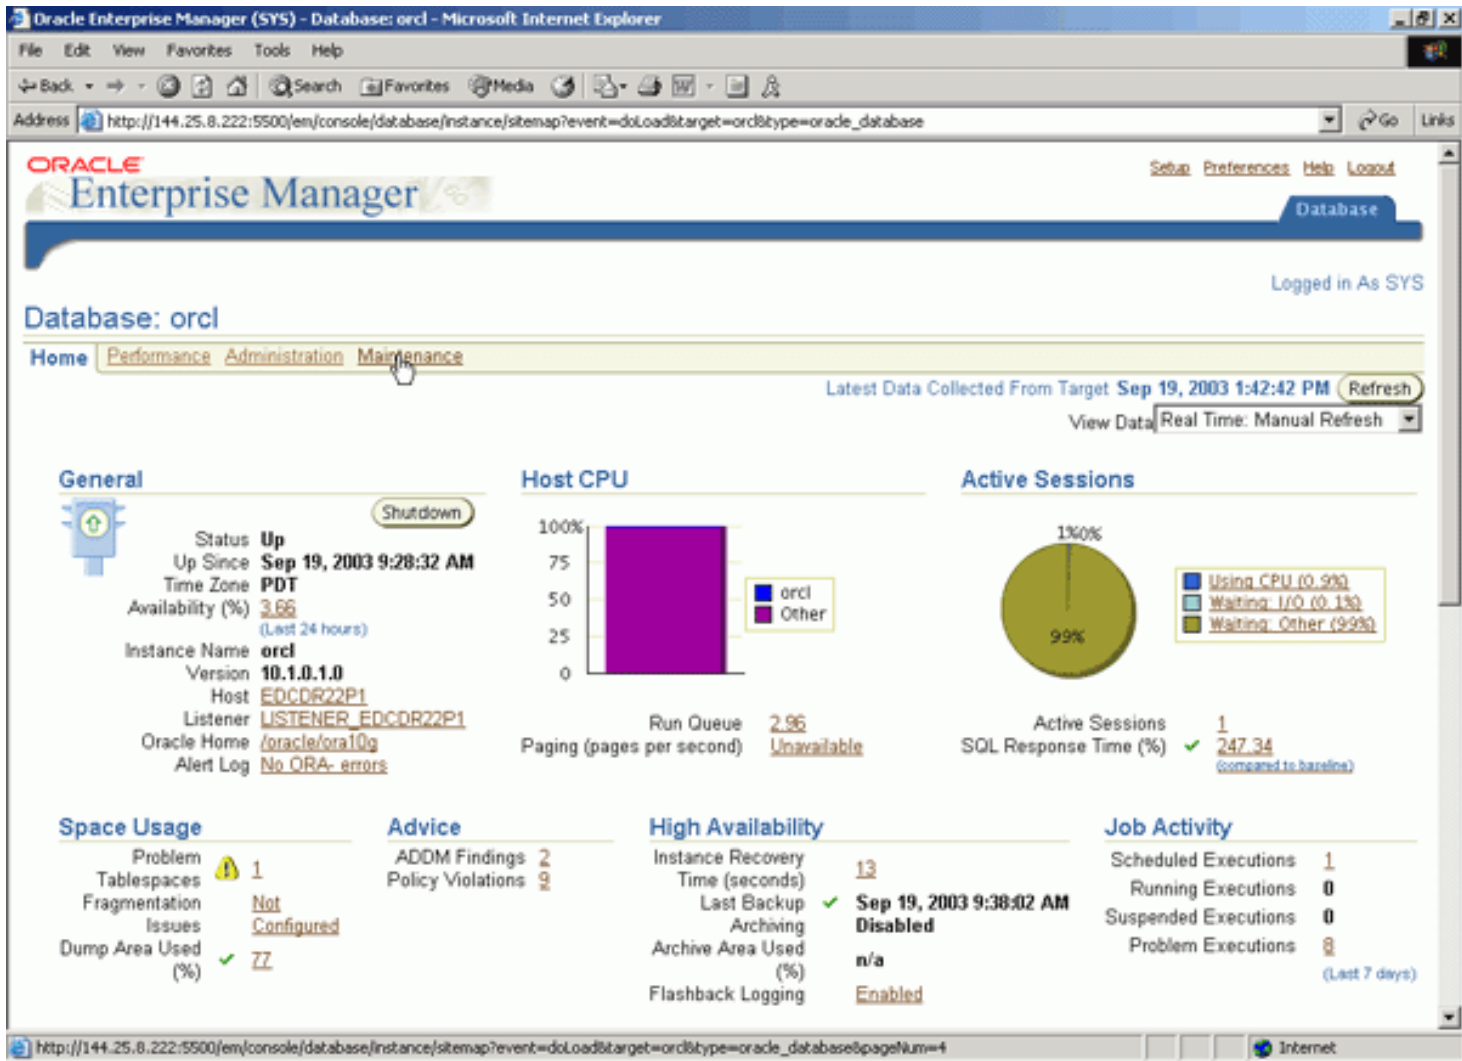 Oracle Enterprise Manager (SYS) - Database: orcl - Microsoft Internet Explorer
File Edit View Favorites Tools Help
Back Search Favorites Media
Address http://144.25.8.222:5500/em/console/database/instance/sitemap?event=doLoad&target=orcl&type=oracle_database Go Links
ORACLE
Enterprise Manager
Setup Preferences Help Logout
Database
Logged in As SYS
Database: orcl
Home Performance Administration Maintenance
Latest Data Collected From Target Sep 19, 2003 1:42:42 PM Refresh
View Data Real Time: Manual Refresh
General
Shutdown
Status Up
Up Since Sep 19, 2003 9:28:32 AM
Time Zone PDT
Availability (%) 3.66
(Last 24 hours)
Instance Name orcl
Version 10.1.0.1.0
Host EDCDR22P1
Listener LISTENER_EDCDR22P1
Oracle Home /oracle/ora10g
Alert Log No ORA- errors
Host CPU
100%
75
50
25
0
orcl
Other
Run Queue 2.96
Paging (pages per second) Unavailable
Active Sessions
1%0%
99%
Using CPU (0.9%)
Waiting: I/O (0.1%)
Waiting: Other (99%)
Active Sessions 1
SQL Response Time (%) 247.34
(compared to baseline)
Space Usage
Problem
Tablespaces 1
Fragmentation Not
Issues Configured
Dump Area Used
(%) 77
Advice
ADDM Findings 2
Policy Violations 9
High Availability
Instance Recovery
Time (seconds) 13
Last Backup Sep 19, 2003 9:38:02 AM
Archiving Disabled
Archive Area Used
(%) n/a
Flashback Logging Enabled
Job Activity
Scheduled Executions 1
Running Executions 0
Suspended Executions 0
Problem Executions 8
(Last 7 days)
http://144.25.8.222:5500/em/console/database/instance/sitemap?event=doLoad&target=orcl&type=oracle_database&pageNum=4 Internet